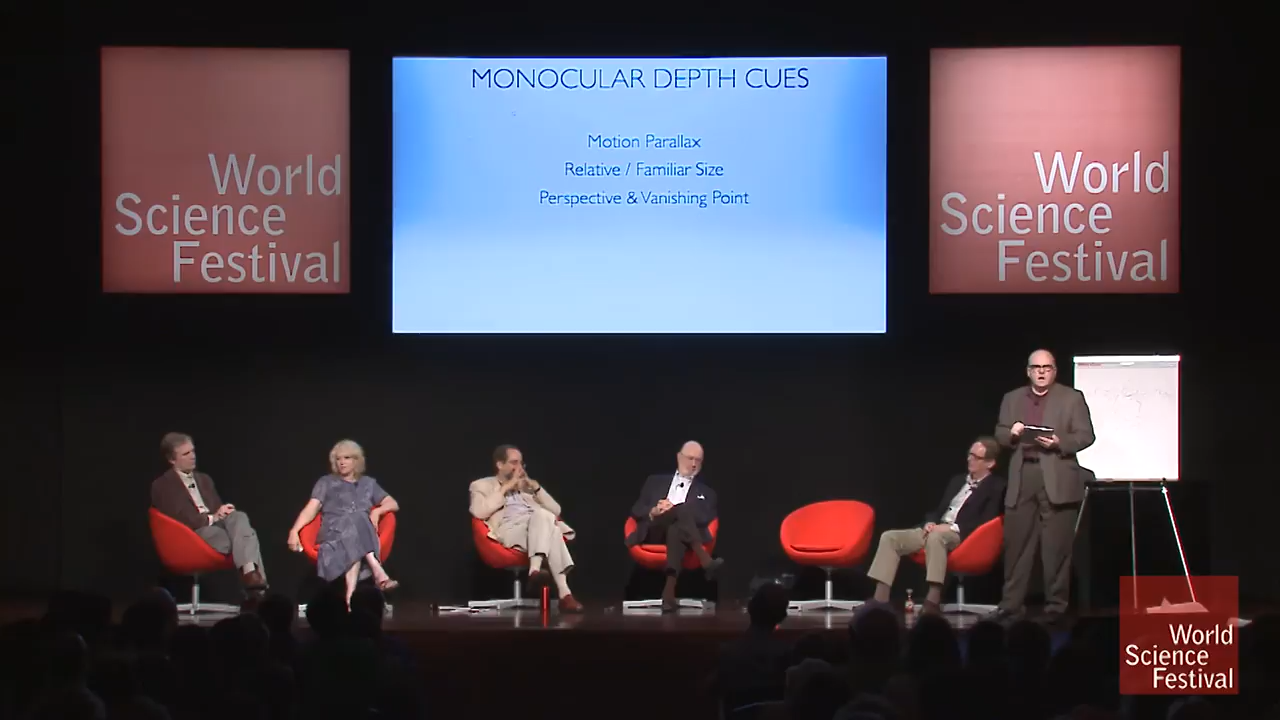 World
Science
Festival
MONOCULAR DEPTH CUES
Motion Parallax
Relative / Familiar Size
Perspective & Vanishing Point
World
Science
Festival
World
Science
Festival